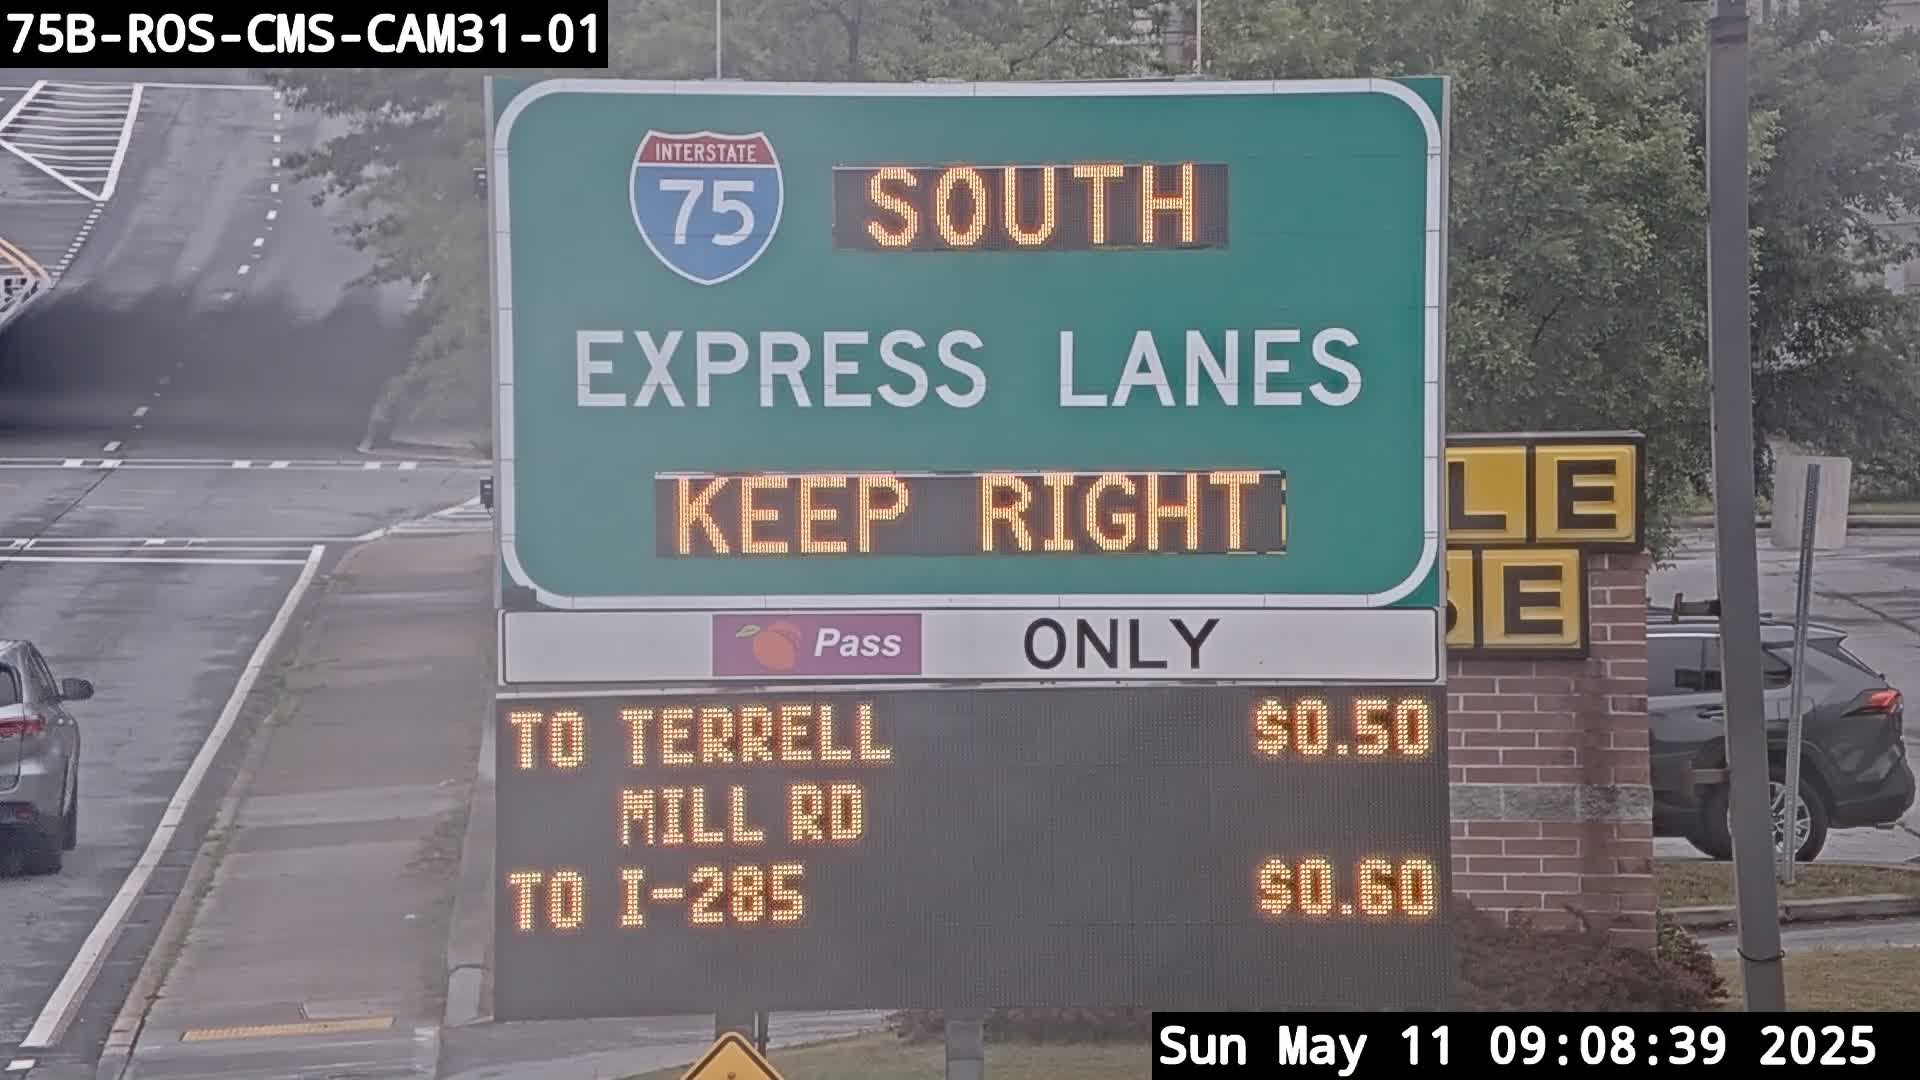 75B-ROS-CMS-CAM31-01
INTERSTATE
75
SOUTH
EXPRESS LANES
KEEP RIGHT
Pass ONLY
TO TERRELL $0.50
MILL RD
TO I-285 $0.60
LE
E
Sun May 11 09:08:39 2025